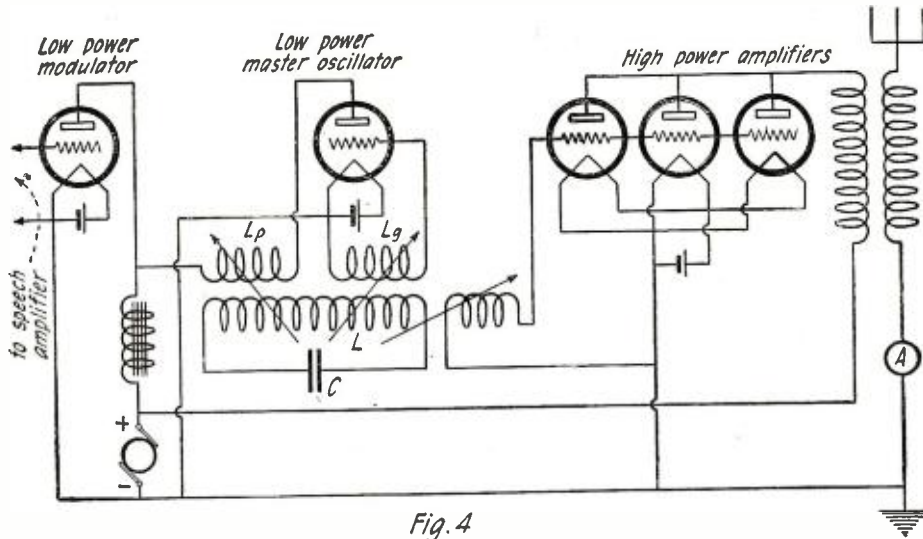 Low power
modulator
Low power
master oscillator
High power amplifiers
to speech
amplifier
Lp
Lg
L
C
+
-
A
Fig. 4